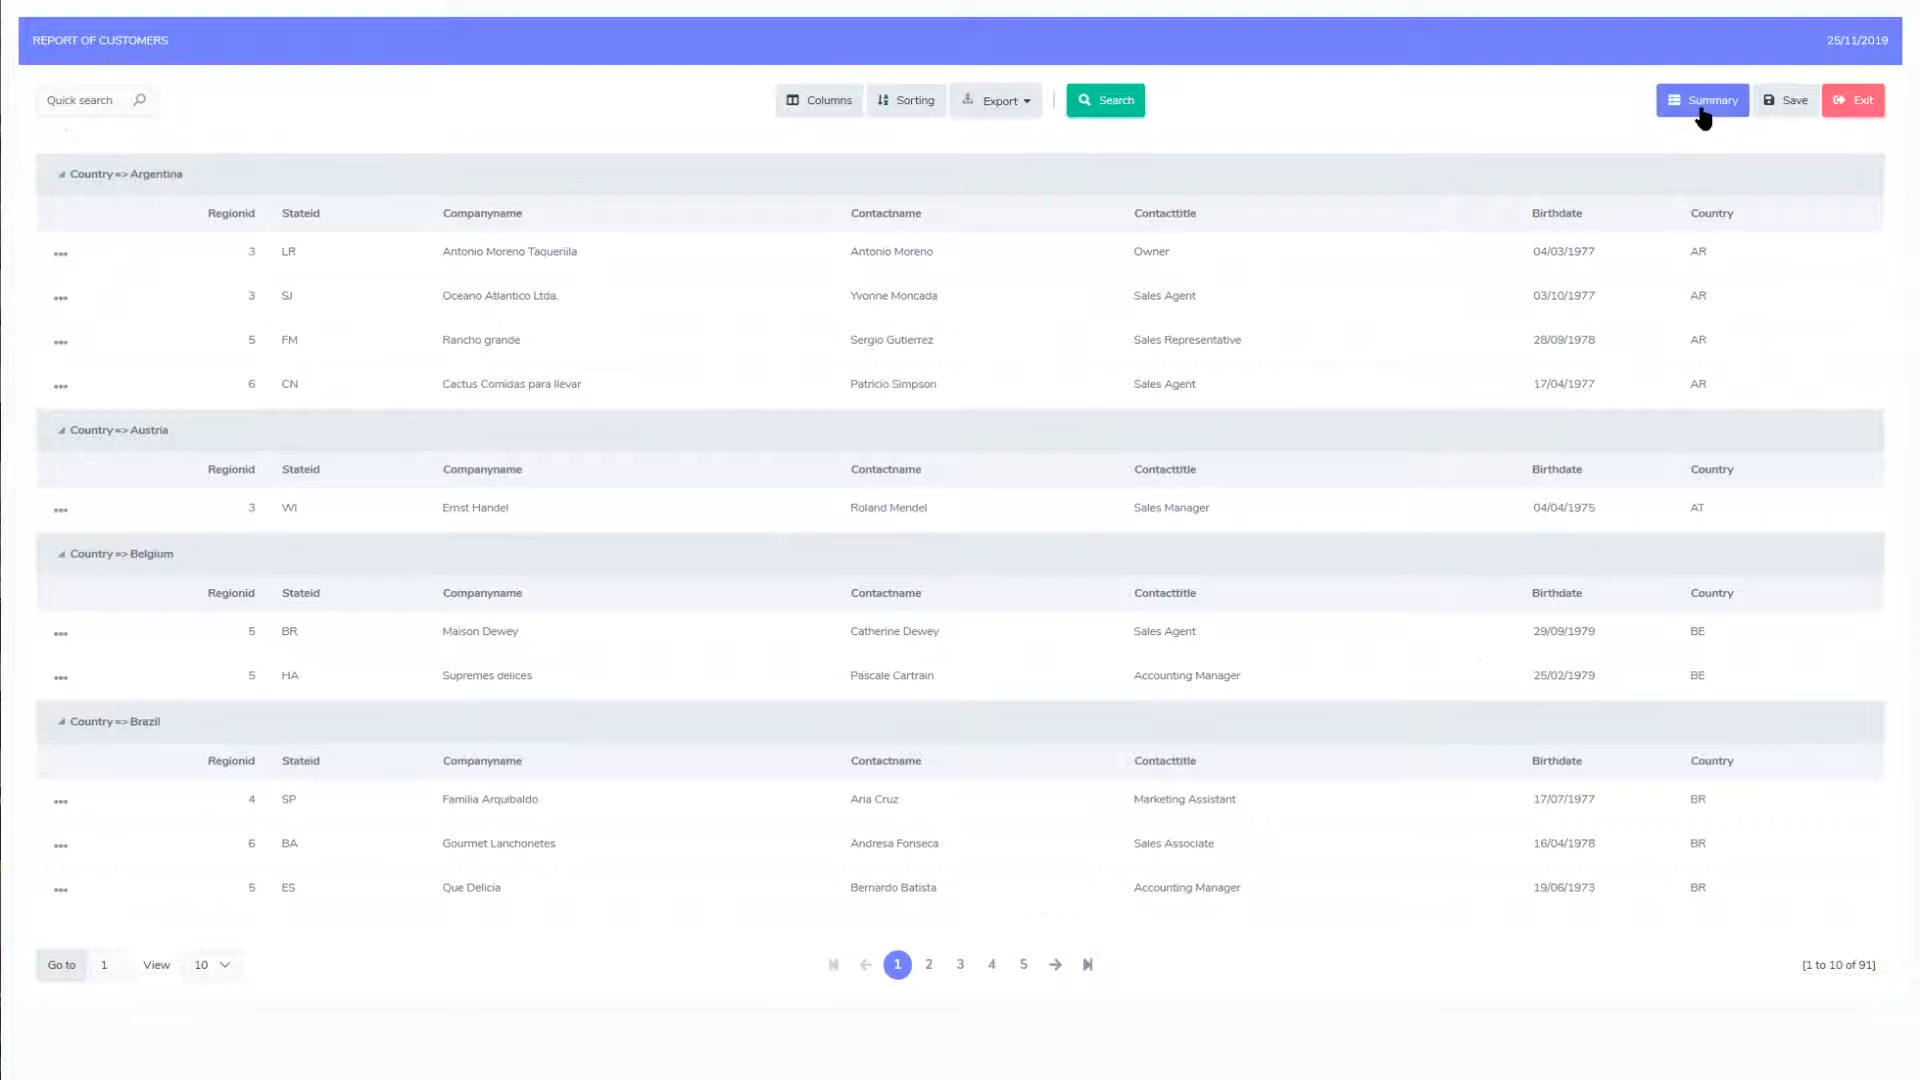 REPORT OF CUSTOMERS 25/11/2019
Quick search Columns Sorting Export Search Summary Save Exit
Country => Argentina
Regionid Stateid Companyname Contactname Contacttitle Birthdate Country
3 LR Antonio Moreno Taquerilla Antonio Moreno Owner 04/03/1977 AR
3 SJ Oceano Atlantico Ltda. Yvonne Moncada Sales Agent 03/10/1977 AR
5 FM Rancho grande Sergio Gutierrez Sales Representative 28/09/1978 AR
6 CN Cactus Comidas para llevar Patricio Simpson Sales Agent 17/04/1977 AR
Country => Austria
Regionid Stateid Companyname Contactname Contacttitle Birthdate Country
3 WI Ernst Handel Roland Mendel Sales Manager 04/04/1975 AT
Country => Belgium
Regionid Stateid Companyname Contactname Contacttitle Birthdate Country
5 BR Maison Dewey Catherine Dewey Sales Agent 29/09/1979 BE
5 HA Supremes delices Pascale Cartrain Accounting Manager 25/02/1979 BE
Country => Brazil
Regionid Stateid Companyname Contactname Contacttitle Birthdate Country
4 SP Familia Arquibaldo Aria Cruz Marketing Assistant 17/07/1977 BR
6 BA Gourmet Lanchonetes Andresa Fonseca Sales Associate 16/04/1978 BR
5 ES Que Delicia Bernardo Batista Accounting Manager 19/06/1973 BR
Go to 1 View 10 1 2 3 4 5 [1 to 10 of 91]